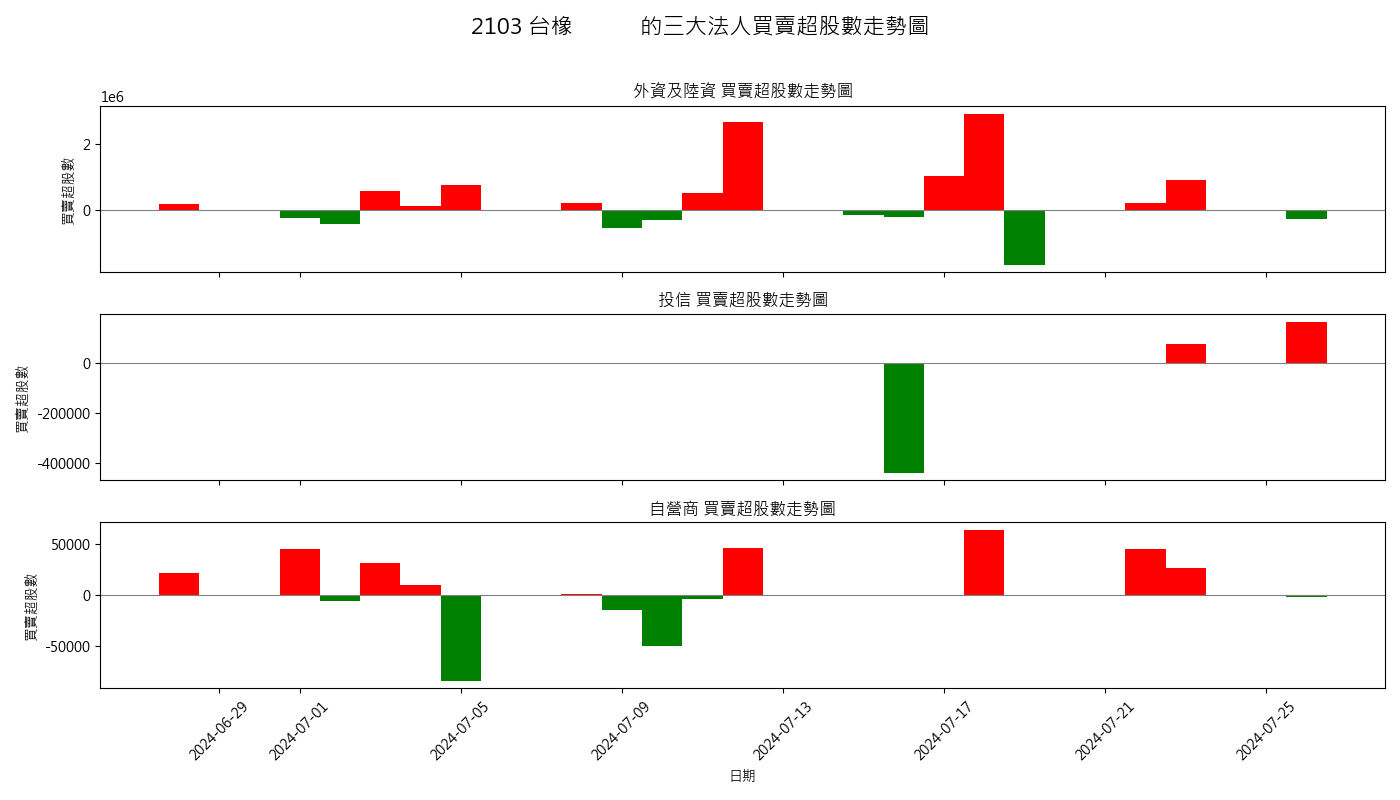 2103 台橡 的三大法人買賣超股數走勢圖
外資及陸資 買賣超股數走勢圖
1e6
買賣超股數
2
0
投信 買賣超股數走勢圖
買賣超股數
0
-200000
-400000
自營商 買賣超股數走勢圖
買賣超股數
50000
0
-50000
2024-06-29
2024-07-01
2024-07-05
2024-07-09
2024-07-13
2024-07-17
2024-07-21
2024-07-25
日期